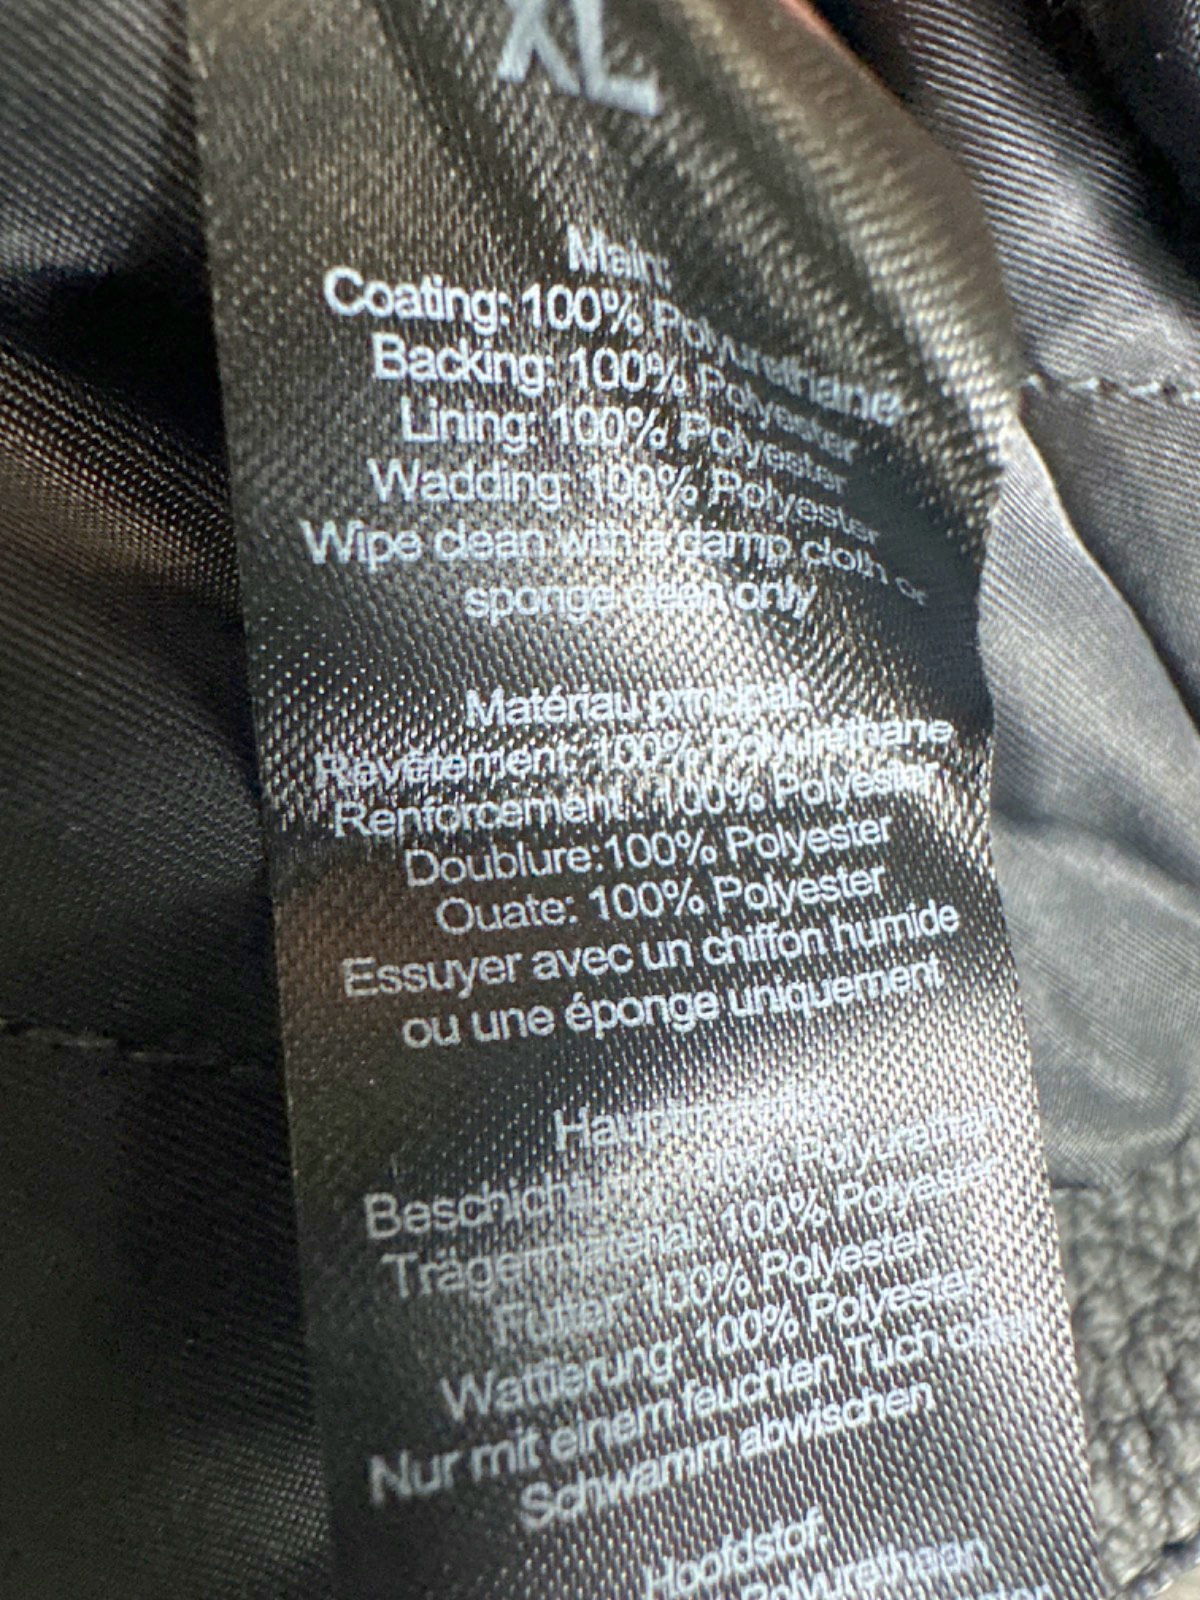 XL
Main:
Coating: 100% Polyurethane
Backing: 100% Polyester
Lining: 100% Polyester
Wadding: 100% Polyester
Wipe clean with a damp cloth or
sponge clean only
Matériau principal:
Revêtement: 100% Polyuréthane
Renforcement : 100% Polyester
Doublure:100% Polyester
Ouate: 100% Polyester
Essuyer avec un chiffon humide
ou une éponge uniquement
100% Polyurethan
Trägermaterial: 100% Polyester
Futter: 100% Polyester
Wattierung: 100% Polyester
Nur mit einem feuchten Tuch oder
Schwamm abwischen
Hoofdstof:
Polyurethaan